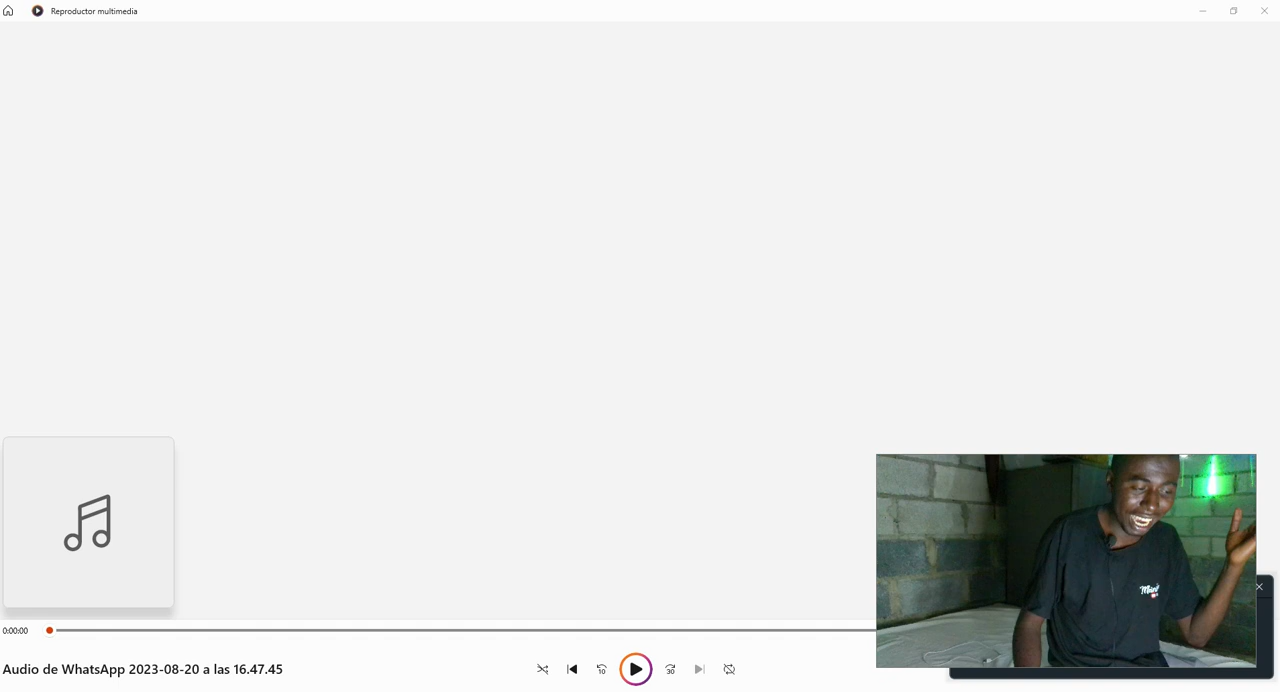 Reproductor multimedia
0:00:00
Audio de WhatsApp 2023-08-20 a las 16.47.45
10
30